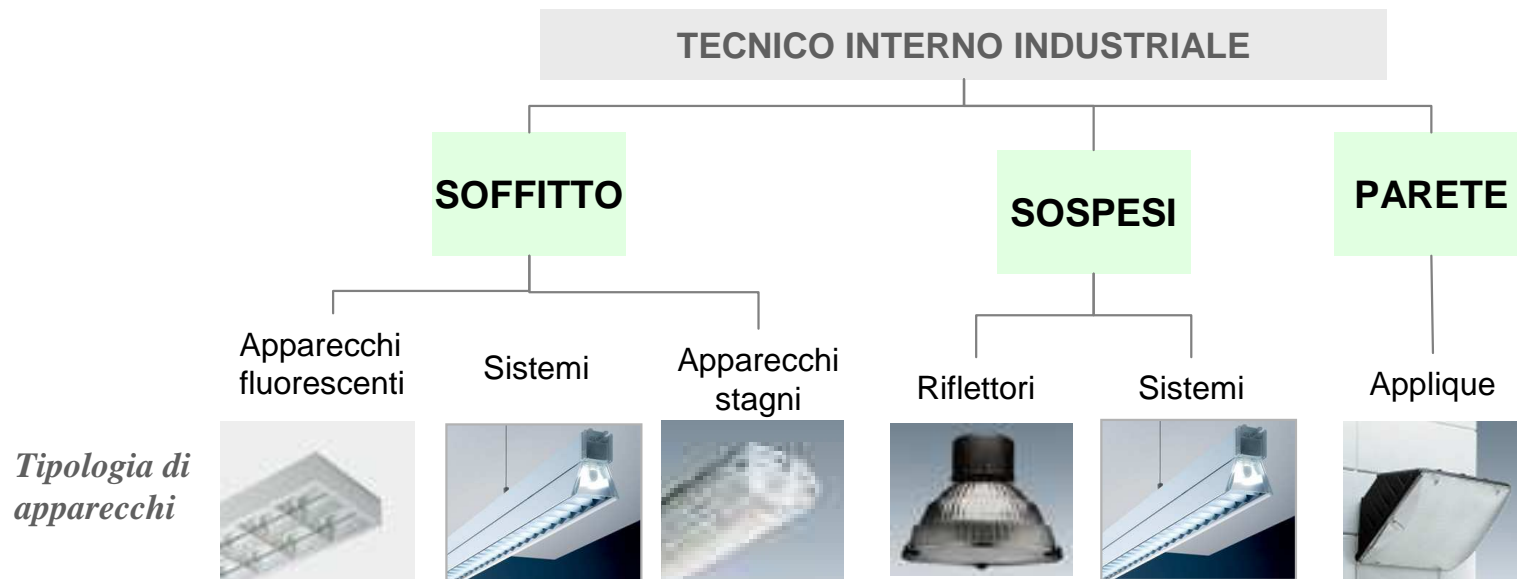 TECNICO INTERNO INDUSTRIALE
SOFFITTO
SOSPESI
PARETE
Apparecchi
fluorescenti
Sistemi
Apparecchi
stagni
Riflettori
Sistemi
Applique
Tipologia di
apparecchi